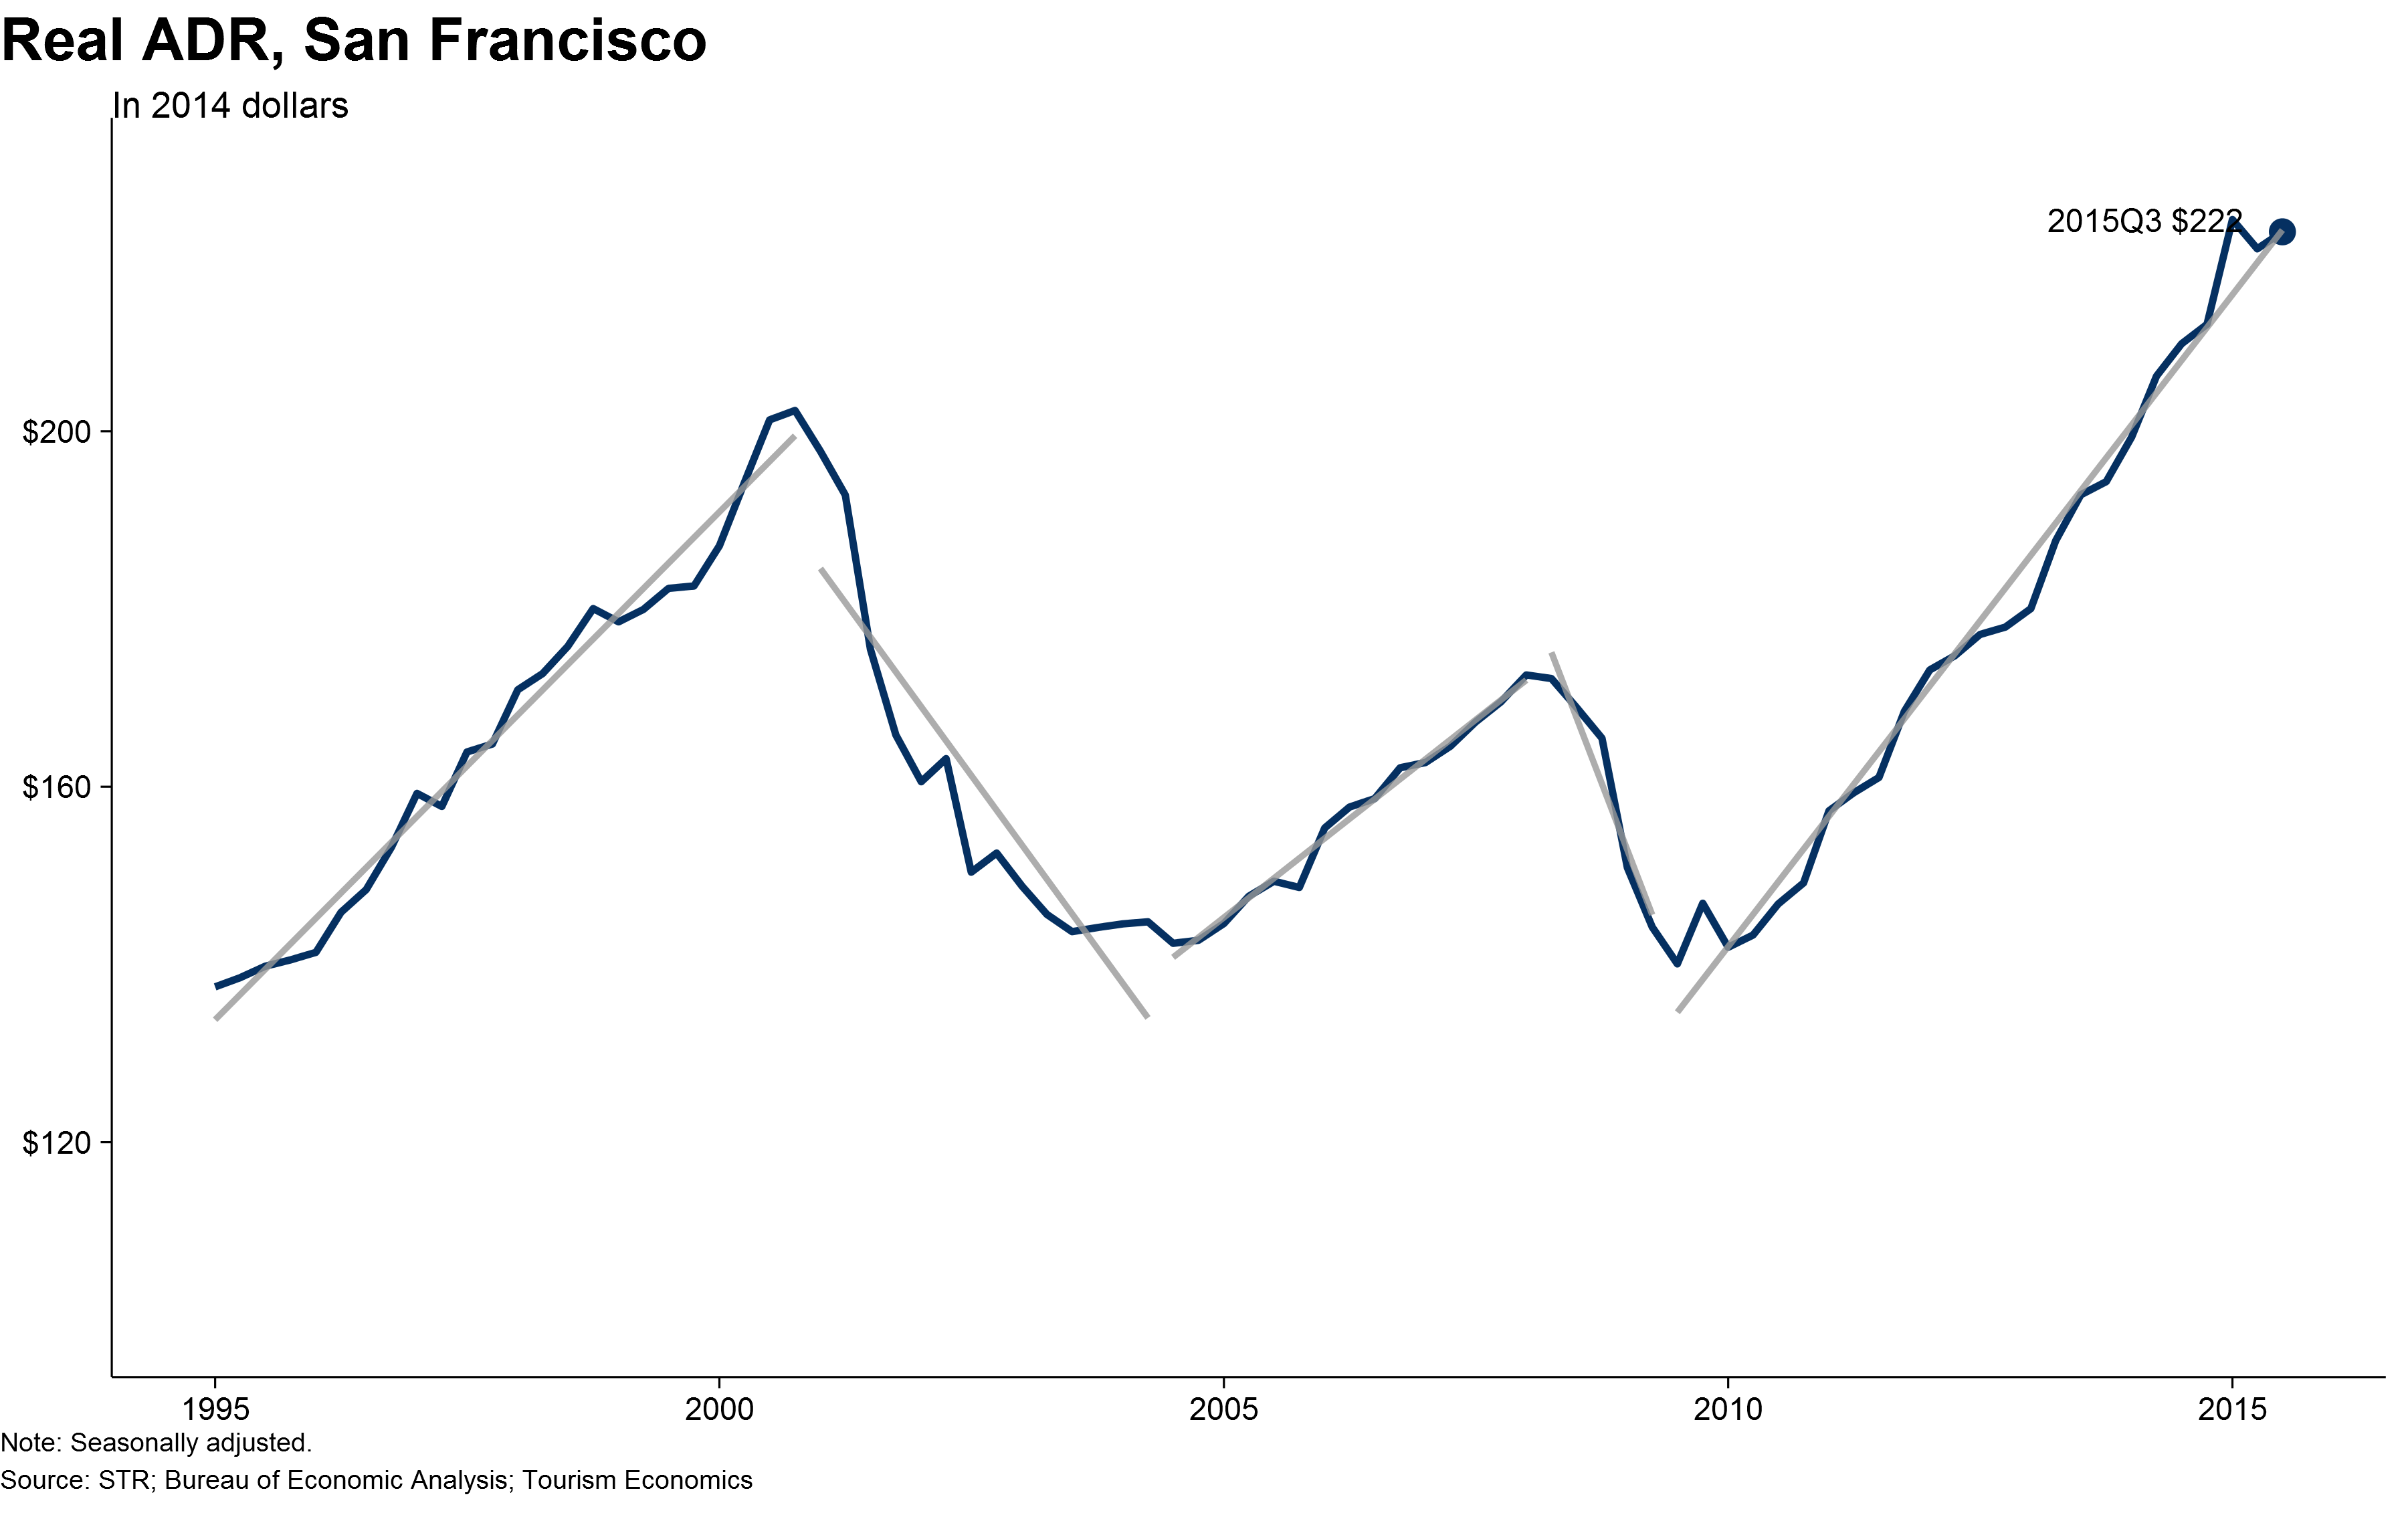 Real ADR, San Francisco
In 2014 dollars
2015Q3 $222
$200
$160
$120
1995 2000 2005 2010 2015
Note: Seasonally adjusted.
Source: STR; Bureau of Economic Analysis; Tourism Economics